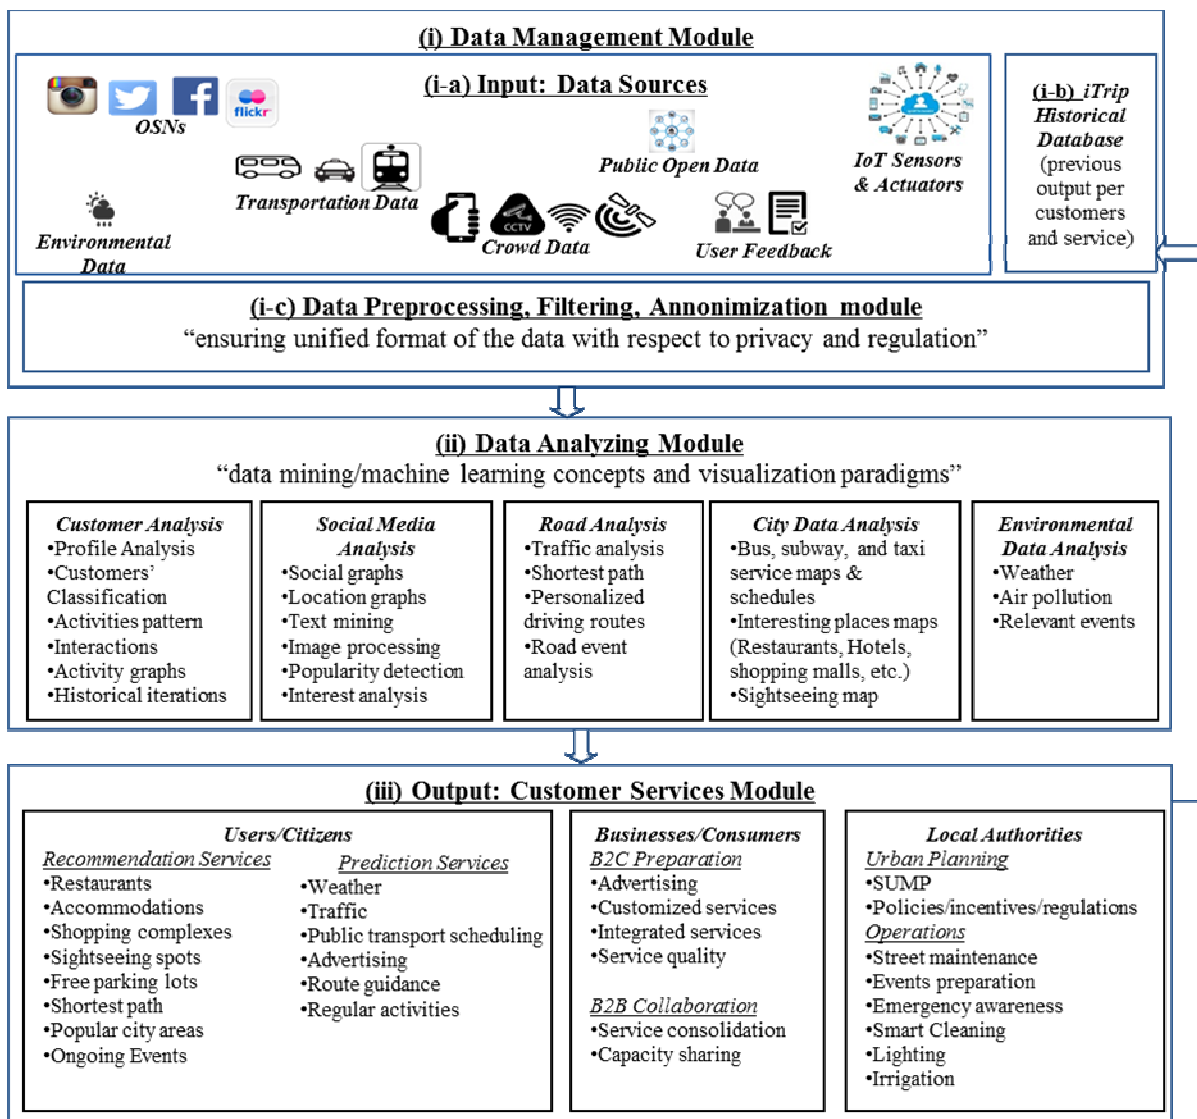 (i) Data Management Module
(i-a) Input: Data Sources
flickr
OSNs
Transportation Data
Environmental
Data
CCTV
Crowd Data
Public Open Data
User Feedback
IoT Sensors
& Actuators
(i-b) iTrip
Historical
Database
(previous
output per
customers
and service)
(i-c) Data Preprocessing, Filtering, Annonimization module
“ensuring unified format of the data with respect to privacy and regulation”
(ii) Data Analyzing Module
“data mining/machine learning concepts and visualization paradigms”
Customer Analysis
•Profile Analysis
•Customers’
Classification
•Activities pattern
•Interactions
•Activity graphs
•Historical iterations
Social Media
Analysis
•Social graphs
•Location graphs
•Text mining
•Image processing
•Popularity detection
•Interest analysis
Road Analysis
•Traffic analysis
•Shortest path
•Personalized
driving routes
•Road event
analysis
City Data Analysis
•Bus, subway, and taxi
service maps &
schedules
•Interesting places maps
(Restaurants, Hotels,
shopping malls, etc.)
•Sightseeing map
Environmental
Data Analysis
•Weather
•Air pollution
•Relevant events
(iii) Output: Customer Services Module
Users/Citizens
Recommendation Services
•Restaurants
•Accommodations
•Shopping complexes
•Sightseeing spots
•Free parking lots
•Shortest path
•Popular city areas
•Ongoing Events
Prediction Services
•Weather
•Traffic
•Public transport scheduling
•Advertising
•Route guidance
•Regular activities
Businesses/Consumers
B2C Preparation
•Advertising
•Customized services
•Integrated services
•Service quality
B2B Collaboration
•Service consolidation
•Capacity sharing
Local Authorities
Urban Planning
•SUMP
•Policies/incentives/regulations
Operations
•Street maintenance
•Events preparation
•Emergency awareness
•Smart Cleaning
•Lighting
•Irrigation